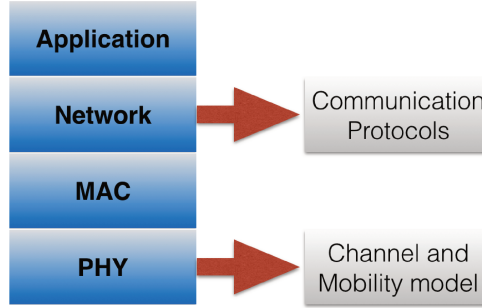 Application
Network
Communication
Protocols
MAC
PHY
Channel and
Mobility model